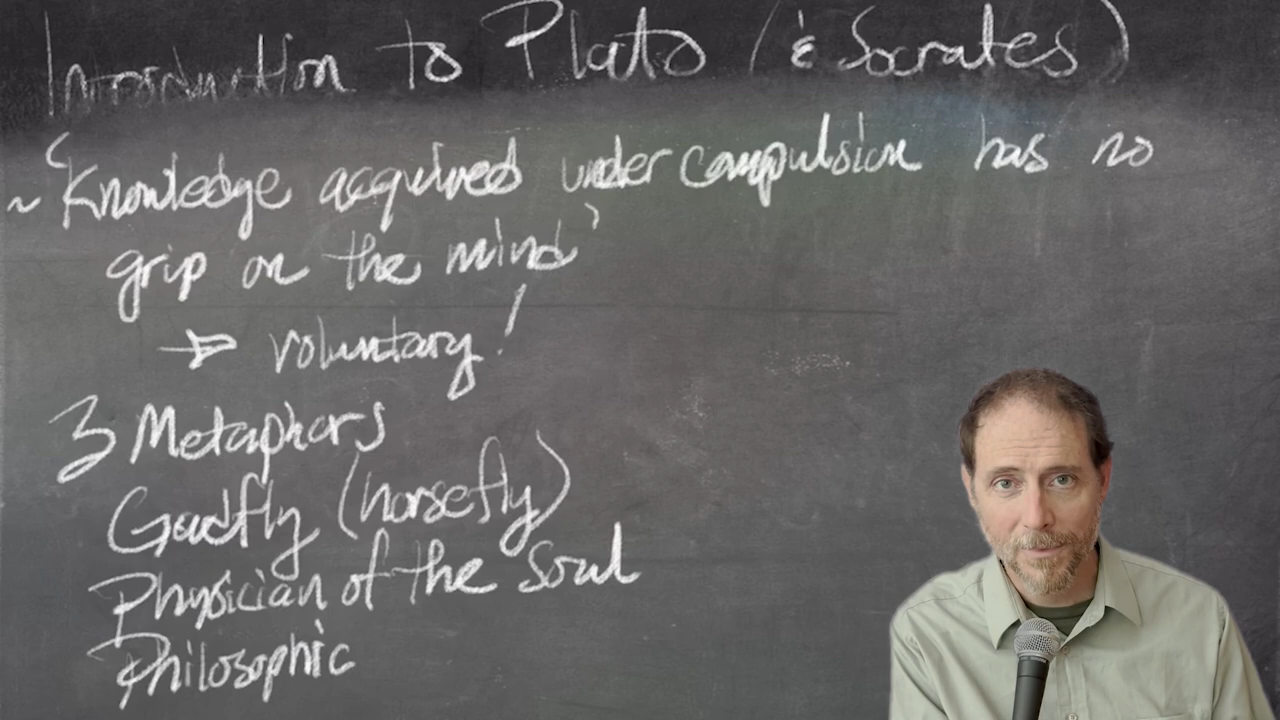 Introduction to Plato (& Socrates)
~ 'Knowledge acquired under compulsion has no
grip on the mind'
→ voluntary!
3 Metaphors
Gadfly (horsefly)
Physician of the Soul
Philosophic